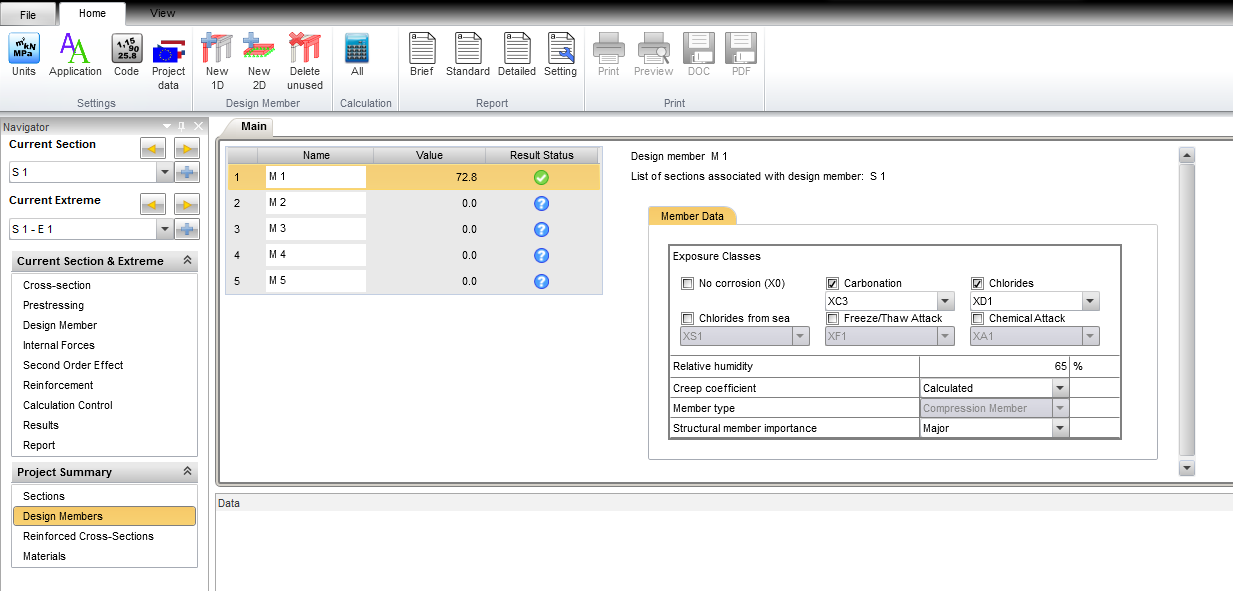 File Home View
m²kN MPa
1,15 90 25.8
Units Application Code Project data New 1D New 2D Delete unused All Brief Standard Detailed Setting Print Preview DOC PDF
Settings Design Member Calculation Report Print
Navigator
Current Section
S 1
Current Extreme
S 1 - E 1
Current Section & Extreme
Cross-section
Prestressing
Design Member
Internal Forces
Second Order Effect
Reinforcement
Calculation Control
Results
Report
Project Summary
Sections
Design Members
Reinforced Cross-Sections
Materials
Main
Name Value Result Status
1 M 1 72.8
2 M 2 0.0 ?
3 M 3 0.0 ?
4 M 4 0.0 ?
5 M 5 0.0 ?
Design member M 1
List of sections associated with design member: S 1
Member Data
Exposure Classes
No corrosion (X0) Carbonation Chlorides
XC3 XD1
Chlorides from sea Freeze/Thaw Attack Chemical Attack
XS1 XF1 XA1
Relative humidity 65 %
Creep coefficient Calculated
Member type Compression Member
Structural member importance Major
Data